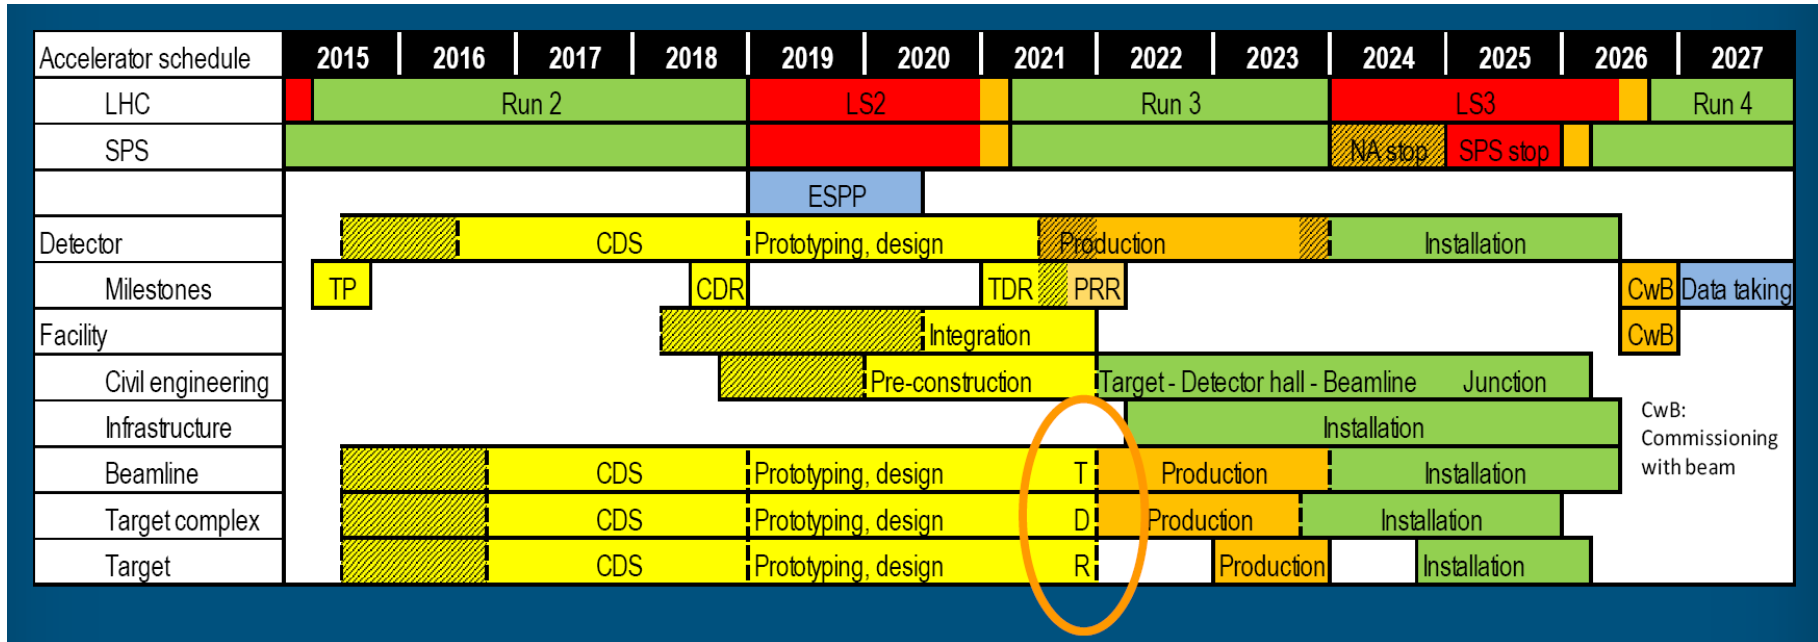 Accelerator schedule 2015 2016 2017 2018 2019 2020 2021 2022 2023 2024 2025 2026 2027
LHC Run 2 LS2 Run 3 LS3 Run 4
SPS NA stop SPS stop
ESPP
Detector CDS Prototyping, design Production Installation
Milestones TP CDR TDR PRR CwB Data taking
Facility Integration CwB
Civil engineering Pre-construction Target - Detector hall - Beamline Junction
Infrastructure Installation
Beamline CDS Prototyping, design T Production Installation
Target complex CDS Prototyping, design D Production Installation
Target CDS Prototyping, design R Production Installation
CwB:
Commissioning
with beam